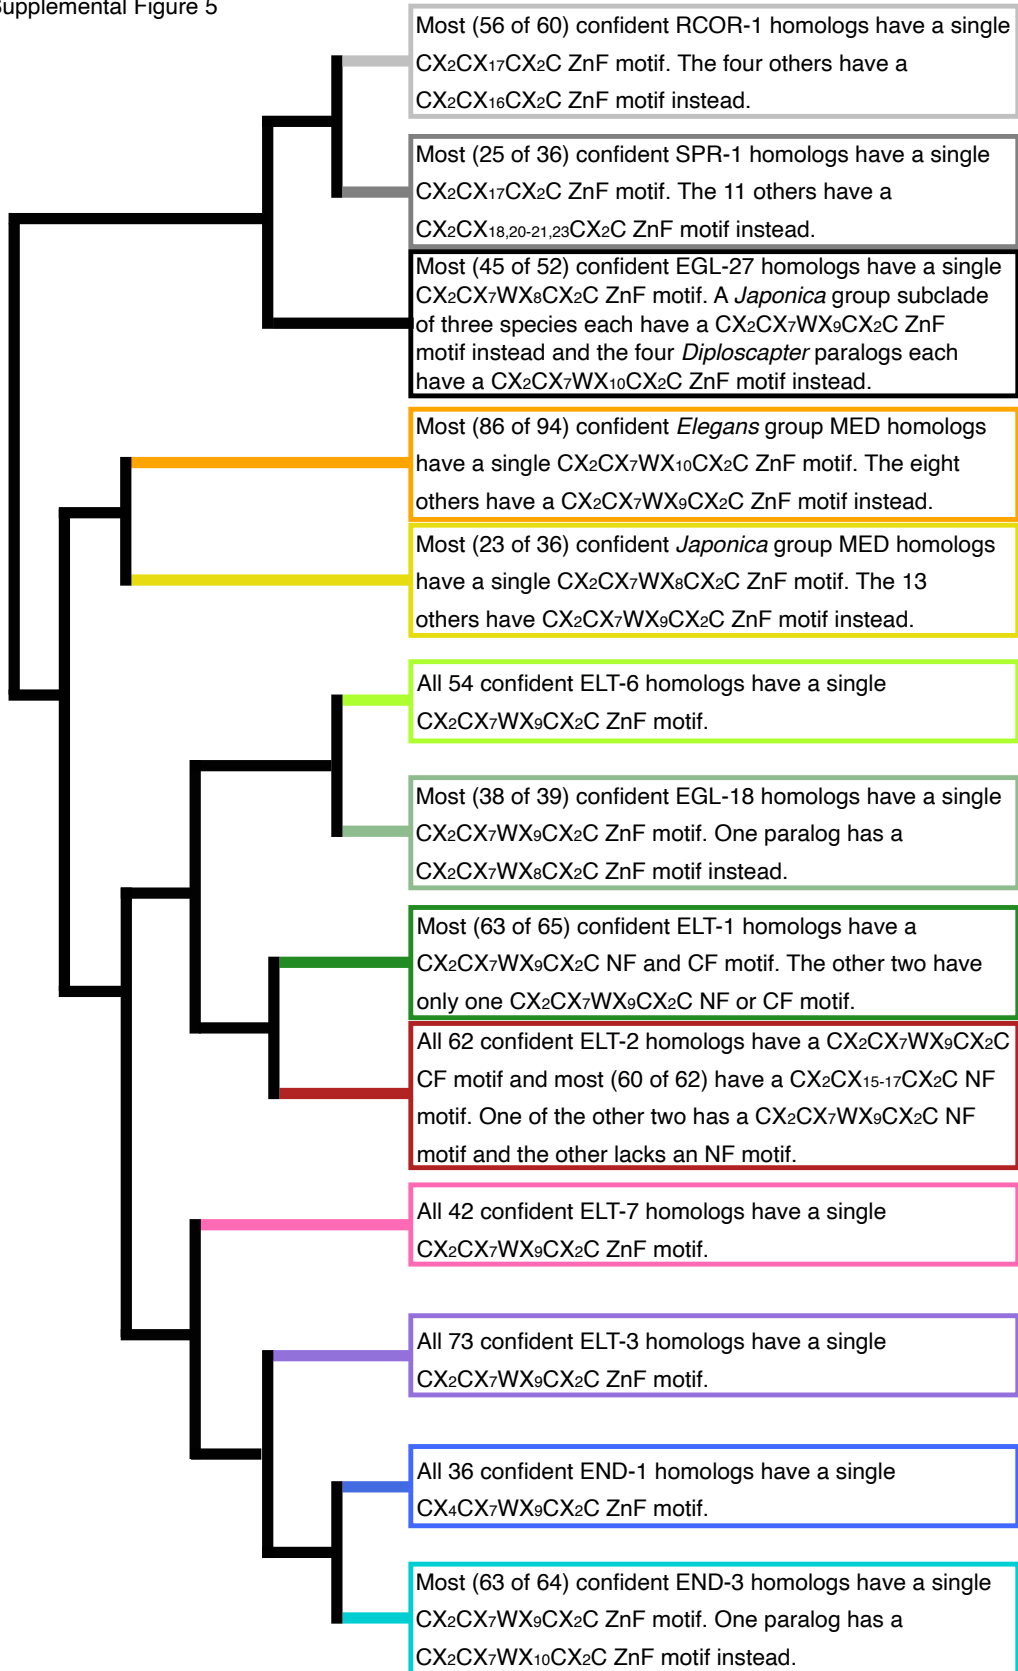 Supplemental Figure 5
Most (56 of 60) confident RCOR-1 homologs have a single
CX₂CX₁₇CX₂C ZnF motif. The four others have a
CX₂CX₁₆CX₂C ZnF motif instead.
Most (25 of 36) confident SPR-1 homologs have a single
CX₂CX₁₇CX₂C ZnF motif. The 11 others have a
CX₂CX₁₈,₂₀₋₂₁,₂₃CX₂C ZnF motif instead.
Most (45 of 52) confident EGL-27 homologs have a single
CX₂CX₇WX₈CX₂C ZnF motif. A Japonica group subclade
of three species each have a CX₂CX₇WX₉CX₂C ZnF
motif instead and the four Diploscapter paralogs each
have a CX₂CX₇WX₁₀CX₂C ZnF motif instead.
Most (86 of 94) confident Elegans group MED homologs
have a single CX₂CX₇WX₁₀CX₂C ZnF motif. The eight
others have a CX₂CX₇WX₉CX₂C ZnF motif instead.
Most (23 of 36) confident Japonica group MED homologs
have a single CX₂CX₇WX₈CX₂C ZnF motif. The 13
others have CX₂CX₇WX₉CX₂C ZnF motif instead.
All 54 confident ELT-6 homologs have a single
CX₂CX₇WX₉CX₂C ZnF motif.
Most (38 of 39) confident EGL-18 homologs have a single
CX₂CX₇WX₉CX₂C ZnF motif. One paralog has a
CX₂CX₇WX₈CX₂C ZnF motif instead.
Most (63 of 65) confident ELT-1 homologs have a
CX₂CX₇WX₉CX₂C NF and CF motif. The other two have
only one CX₂CX₇WX₉CX₂C NF or CF motif.
All 62 confident ELT-2 homologs have a CX₂CX₇WX₉CX₂C
CF motif and most (60 of 62) have a CX₂CX₁₅₋₁₇CX₂C NF
motif. One of the other two has a CX₂CX₇WX₉CX₂C NF
motif and the other lacks an NF motif.
All 42 confident ELT-7 homologs have a single
CX₂CX₇WX₉CX₂C ZnF motif.
All 73 confident ELT-3 homologs have a single
CX₂CX₇WX₉CX₂C ZnF motif.
All 36 confident END-1 homologs have a single
CX₄CX₇WX₉CX₂C ZnF motif.
Most (63 of 64) confident END-3 homologs have a single
CX₂CX₇WX₉CX₂C ZnF motif. One paralog has a
CX₂CX₇WX₁₀CX₂C ZnF motif instead.